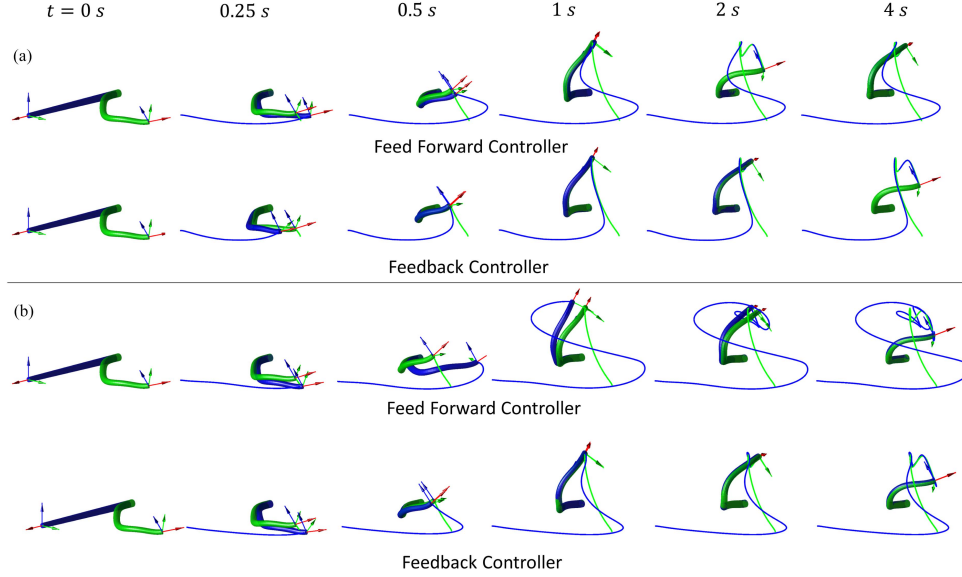 t = 0 s 0.25 s 0.5 s 1 s 2 s 4 s
(a)
Feed Forward Controller
Feedback Controller
(b)
Feed Forward Controller
Feedback Controller